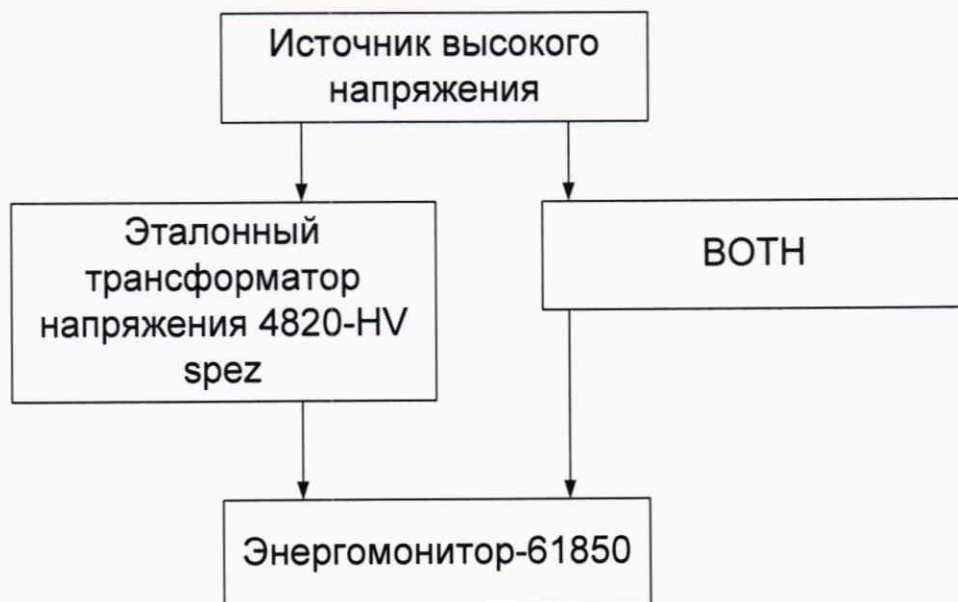 Источник высокого
напряжения
Эталонный
трансформатор
напряжения 4820-HV
spez
ВОТН
Энергомонитор-61850